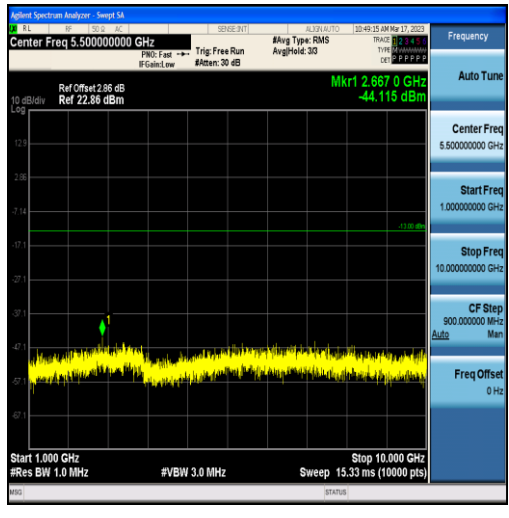 Agilent Spectrum Analyzer - Swept SA
RL RF 50 Ω AC SENSE:INT ALIGN AUTO 10:49:15 AM Mar 17, 2023
Center Freq 5.500000000 GHz
PNO: Fast
IFGain:Low
Trig: Free Run
#Atten: 30 dB
#Avg Type: RMS
Avg|Hold: 3/3
TRACE 1 2 3 4 5
TYPE
DET P P P P P P
Frequency
Auto Tune
Center Freq
5.500000000 GHz
Start Freq
1.000000000 GHz
Stop Freq
10.000000000 GHz
CF Step
900.000000 MHz
Auto Man
Freq Offset
0 Hz
Mkr1 2.667 0 GHz
-44.115 dBm
Ref Offset 2.86 dB
10 dB/div Ref 22.86 dBm
Log
12.9
2.86
-7.14
-13.00 dBm
-17.1
-27.1
-37.1
1
-47.1
-57.1
-67.1
Start 1.000 GHz Stop 10.000 GHz
#Res BW 1.0 MHz #VBW 3.0 MHz Sweep 15.33 ms (10000 pts)
MSG STATUS